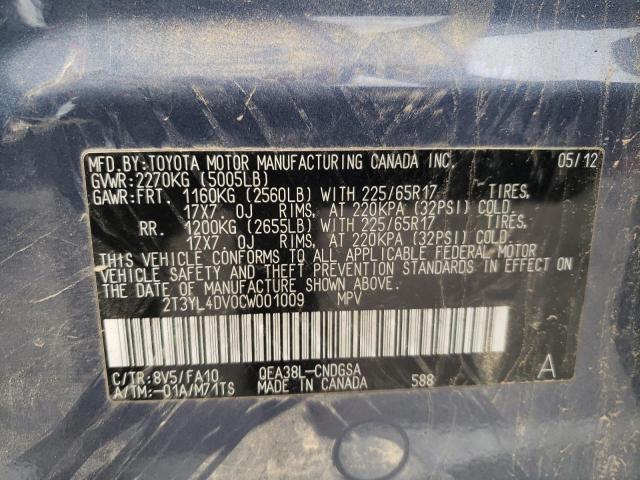 MFD.BY:TOYOTA MOTOR MANUFACTURING CANADA INC. 05/12
GVWR:2270KG (5005LB)
GAWR:FRT. 1160KG (2560LB) WITH 225/65R17 TIRES,
17X7. OJ RIMS, AT 220KPA (32PSI) COLD
RR. 1200KG (2655LB) WITH 225/65R17 TIRES,
17X7. OJ RIMS, AT 220KPA (32PSI) COLD
THIS VEHICLE CONFORMS TO ALL APPLICABLE FEDERAL MOTOR
VEHICLE SAFETY AND THEFT PREVENTION STANDARDS IN EFFECT ON
THE DATE OF MANUFACTURE SHOWN ABOVE.
2T3YL4DV0CW001009 MPV
C/TR:8V5/FA10 QEA38L-CNDGSA
A/TM:-01A/M71TS MADE IN CANADA 588 A